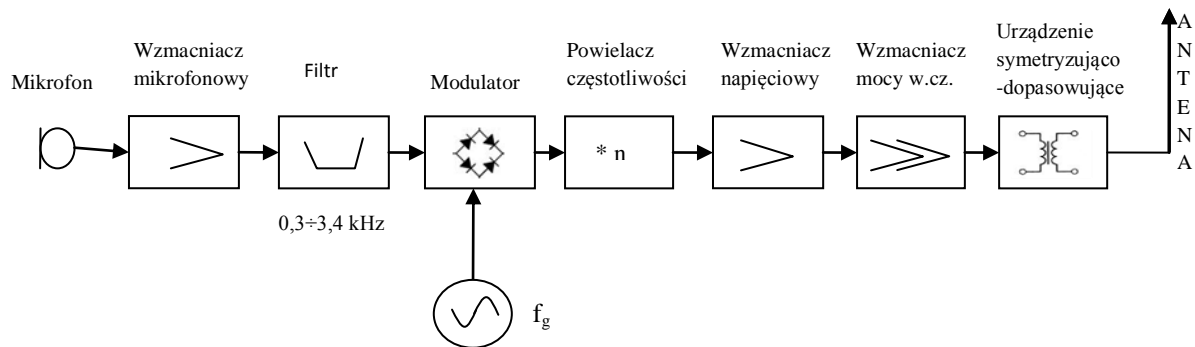 Mikrofon
Wzmacniacz
mikrofonowy
Filtr
0,3÷3,4 kHz
Modulator
f_g
Powielacz
częstotliwości
* n
Wzmacniacz
napięciowy
Wzmacniacz
mocy w.cz.
Urządzenie
symetryzująco
-dopasowujące
A
N
T
E
N
A